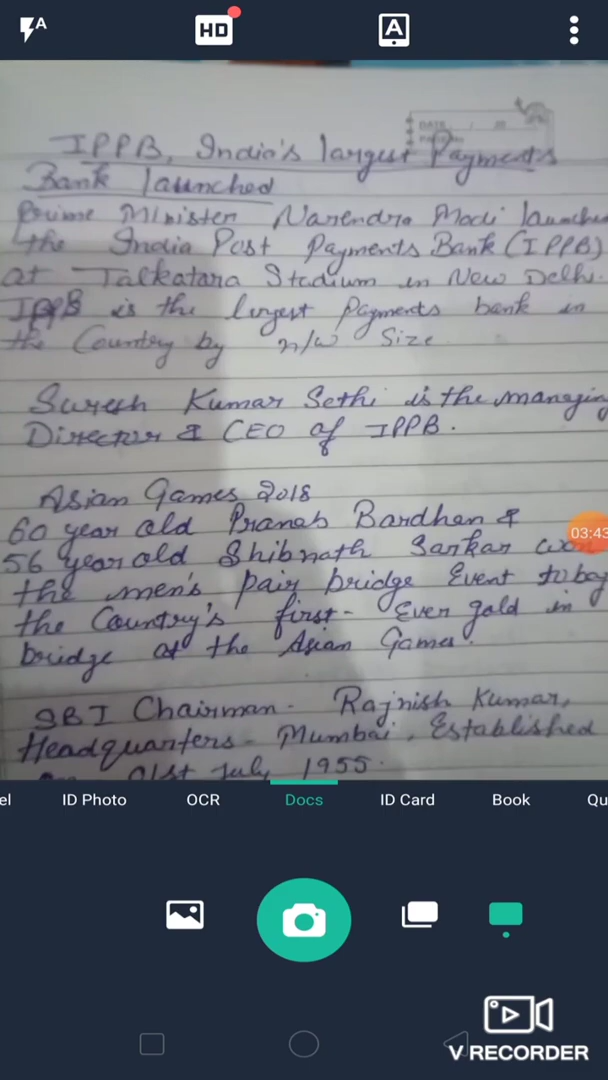 HD
A
DATE
IPPB, India's largest Payments
Bank launched
Prime Minister Narendra Modi launched
the India Post Payments Bank (IPPB)
at Talkatara Stadium in New Delhi.
IPPB is the largest Payments bank in
the Country by n/w Size
Suresh Kumar Sethi is the managing
Director & CEO of IPPB.
Asian Games 2018
60 year old Pranab Bardhan &
03:43
56 year old Shibnath Sarkar won
the men's pair bridge Event to bag
the Country's first-Ever gold in
bridge at the Asian Games.
SBI Chairman - Rajnish Kumar,
Headquarters - Mumbai, Established
01st July 1955.
el ID Photo OCR Docs ID Card Book Qu
V RECORDER